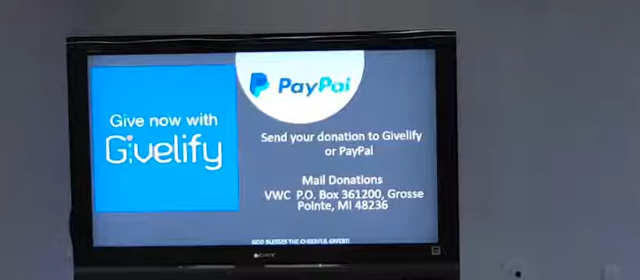 Give now with
Givelify
PayPal
Send your donation to Givelify
or PayPal
Mail Donations
VWC P.O. Box 361200, Grosse
Pointe, MI 48236
GOD BLESSES THE CHEERFUL GIVER!!
SONY